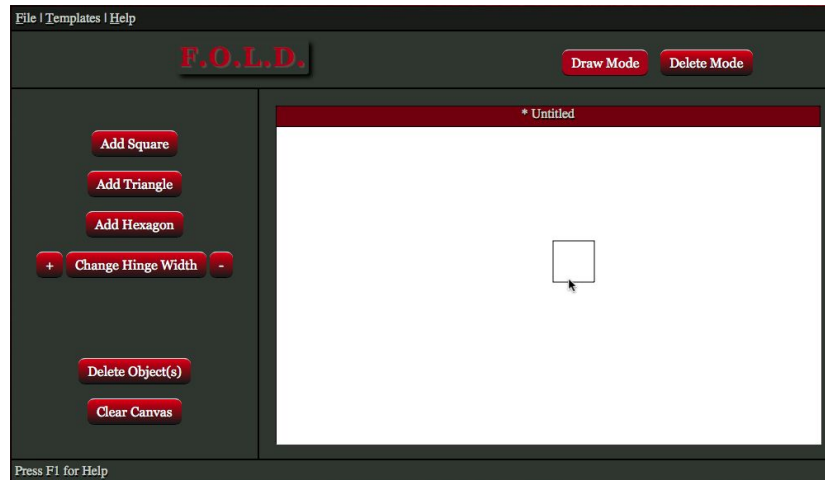 File | Templates | Help
F.O.L.D.
Draw Mode
Delete Mode
* Untitled
Add Square
Add Triangle
Add Hexagon
+ Change Hinge Width -
Delete Object(s)
Clear Canvas
Press F1 for Help